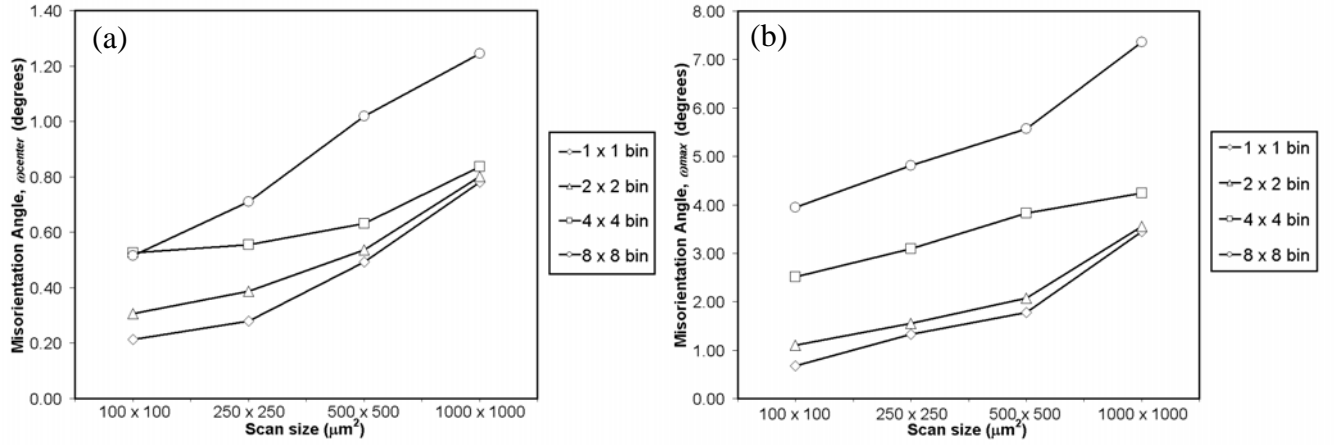 (a)
Misorientation Angle, ωcenter (degrees)
1.40
1.20
1.00
0.80
0.60
0.40
0.20
0.00
100 x 100 250 x 250 500 x 500 1000 x 1000
Scan size (μm²)
1 x 1 bin
2 x 2 bin
4 x 4 bin
8 x 8 bin
(b)
Misorientation Angle, ωmax (degrees)
8.00
7.00
6.00
5.00
4.00
3.00
2.00
1.00
0.00
100 x 100 250 x 250 500 x 500 1000 x 1000
Scan size (μm²)
1 x 1 bin
2 x 2 bin
4 x 4 bin
8 x 8 bin